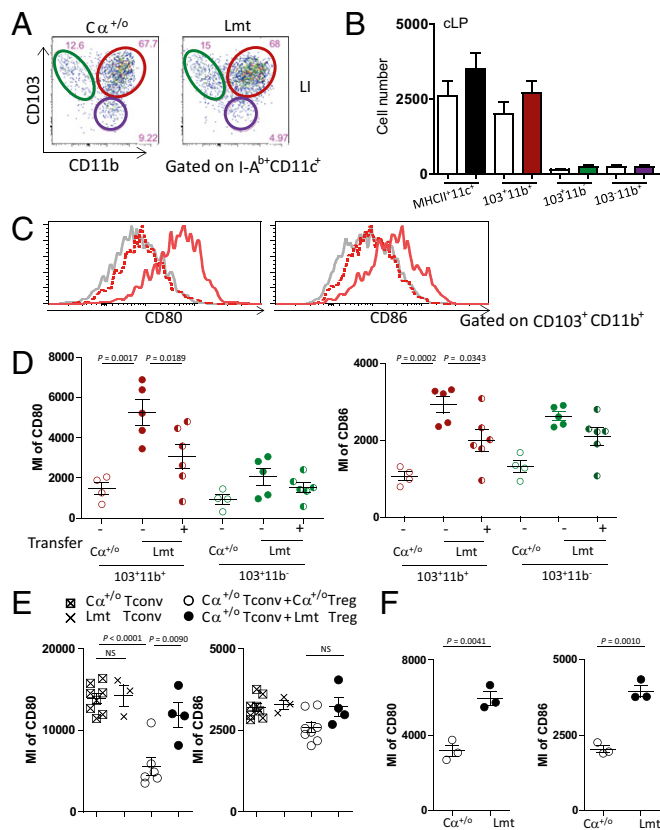 A
Cα+/o
Lmt
12.6
67.7
15
68
LI
9.22
4.97
CD103
CD11b
Gated on I-Ab+CD11c+
B
cLP
Cell number
5000
2500
0
MHCII+11c+
103+11b+
103+11b-
103-11b+
C
CD80
CD86
Gated on CD103+ CD11b+
D
MI of CD80
8000
6000
4000
2000
0
P = 0.0017
P = 0.0189
Transfer
-
-
+
-
-
+
Cα+/o
Lmt
Cα+/o
Lmt
103+11b+
103+11b-
MI of CD86
4000
2000
0
P = 0.0002
P = 0.0343
-
-
+
-
-
+
Cα+/o
Lmt
Cα+/o
Lmt
103+11b+
103+11b-
E
Cα+/o Tconv
Lmt Tconv
Cα+/o Tconv+Cα+/o Treg
Cα+/o Tconv+Lmt Treg
MI of CD80
20000
10000
0
P < 0.0001
P = 0.0090
NS
MI of CD86
5000
2500
0
NS
F
MI of CD80
8000
4000
0
P = 0.0041
Cα+/o
Lmt
MI of CD86
5000
2500
0
P = 0.0010
Cα+/o
Lmt